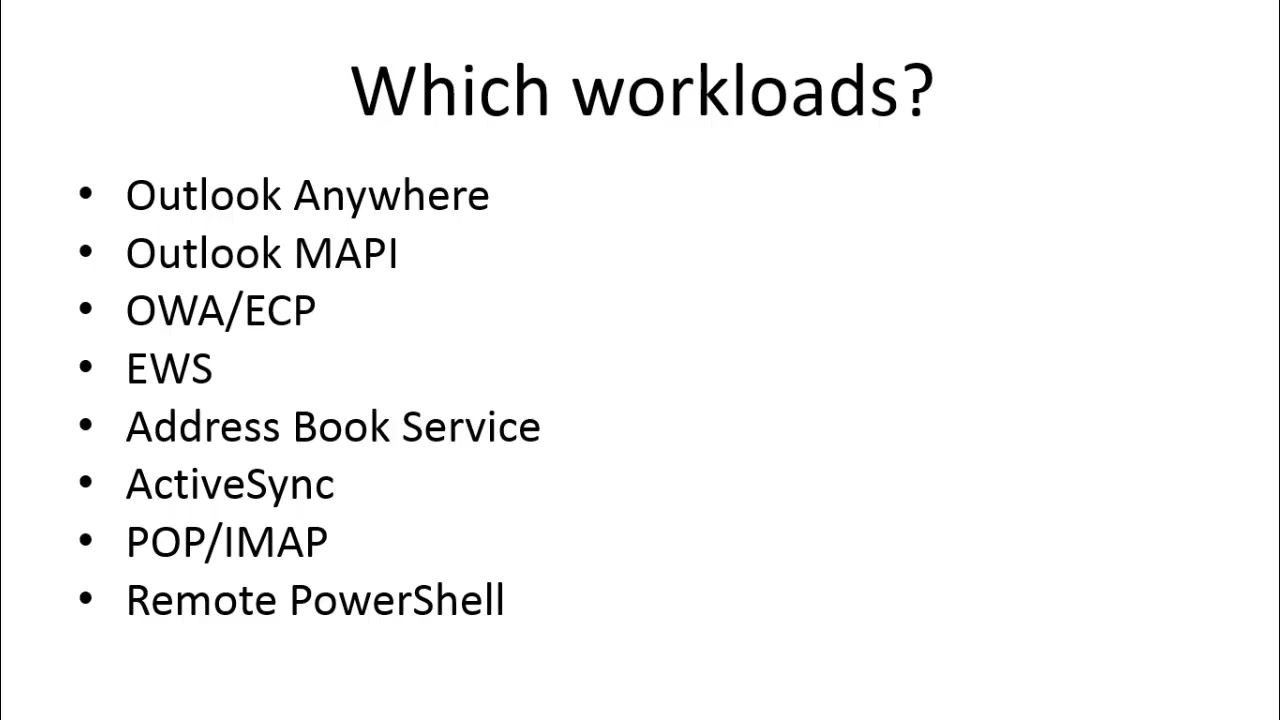 Which workloads?
• Outlook Anywhere
• Outlook MAPI
• OWA/ECP
• EWS
• Address Book Service
• ActiveSync
• POP/IMAP
• Remote PowerShell